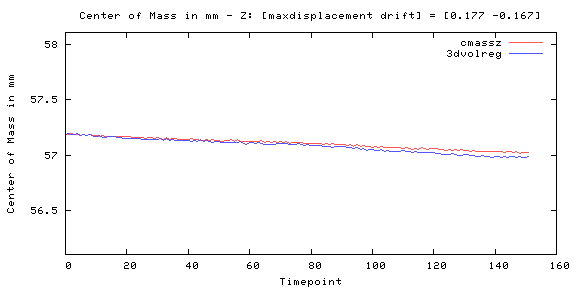 Center of Mass in mm - Z: [maxdisplacement drift] = [0.177 -0.167]
58
cmassz
3dvolreg
57.5
Center of Mass in mm
57
56.5
0 20 40 60 80 100 120 140 160
Timepoint